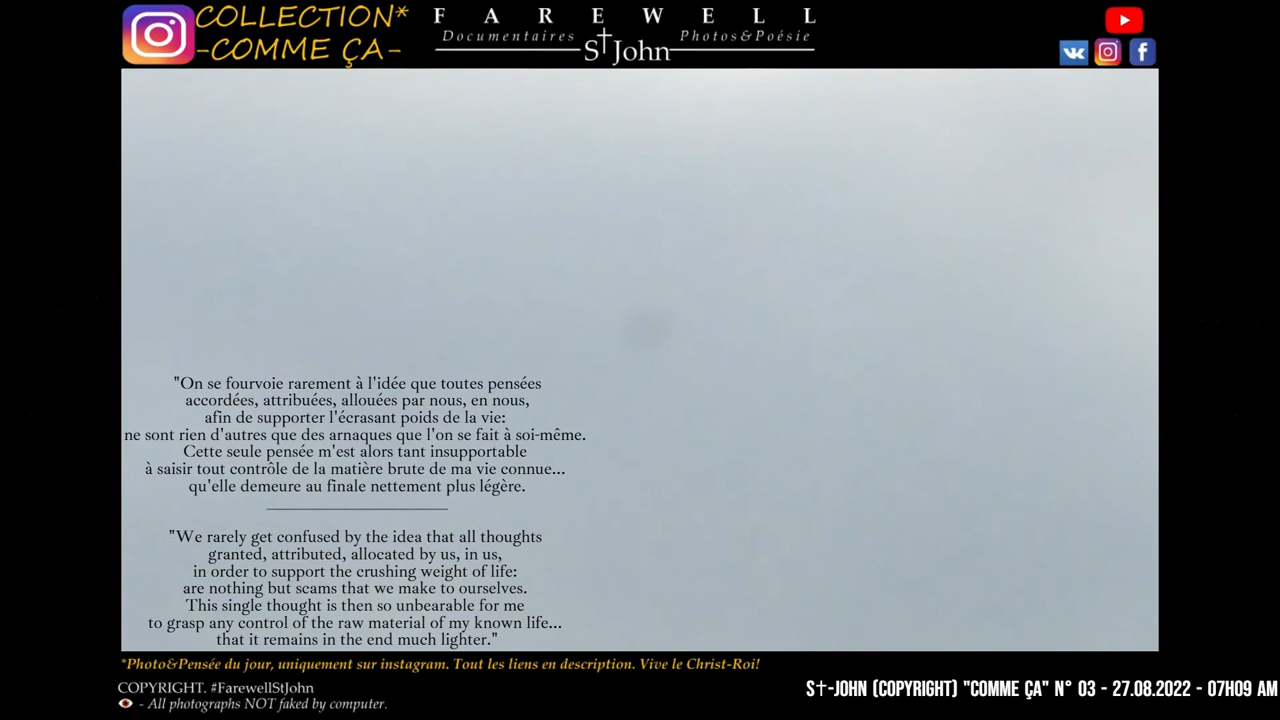 COLLECTION*
-COMME ÇA-
FAREWELL
Documentaires Photos&Poésie
S†John
"On se fourvoie rarement à l'idée que toutes pensées
accordées, attribuées, allouées par nous, en nous,
afin de supporter l'écrasant poids de la vie:
ne sont rien d'autres que des arnaques que l'on se fait à soi-même.
Cette seule pensée m'est alors tant insupportable
à saisir tout contrôle de la matière brute de ma vie connue...
qu'elle demeure au finale nettement plus légère.
"We rarely get confused by the idea that all thoughts
granted, attributed, allocated by us, in us,
in order to support the crushing weight of life:
are nothing but scams that we make to ourselves.
This single thought is then so unbearable for me
to grasp any control of the raw material of my known life...
that it remains in the end much lighter."
*Photo&Pensée du jour, uniquement sur instagram. Tout les liens en description. Vive le Christ-Roi!
COPYRIGHT. #FarewellStJohn
- All photographs NOT faked by computer.
S†-JOHN (COPYRIGHT) "COMME ÇA" N° 03 - 27.08.2022 - 07H09 AM